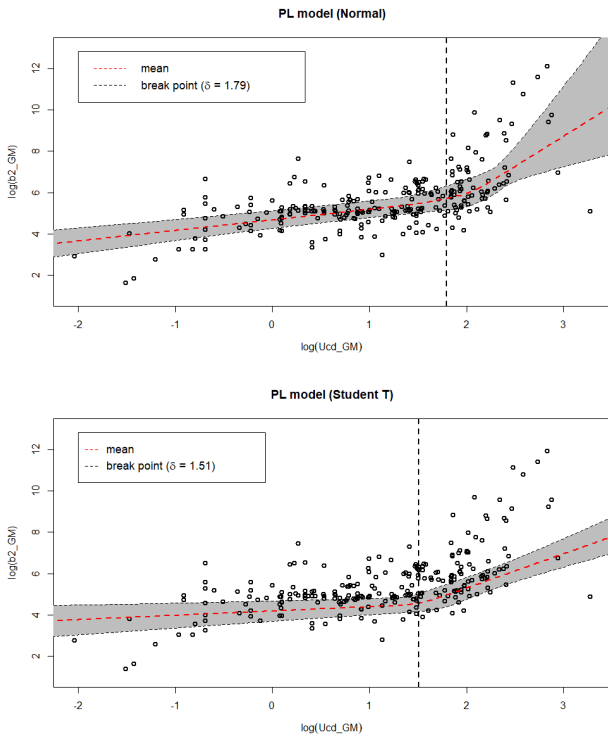 PL model (Normal)
mean
break point (δ = 1.79)
12
10
8
6
4
2
log(b2_GM)
-2
-1
0
1
2
3
log(Ucd_GM)
PL model (Student T)
mean
break point (δ = 1.51)
12
10
8
6
4
2
log(b2_GM)
-2
-1
0
1
2
3
log(Ucd_GM)